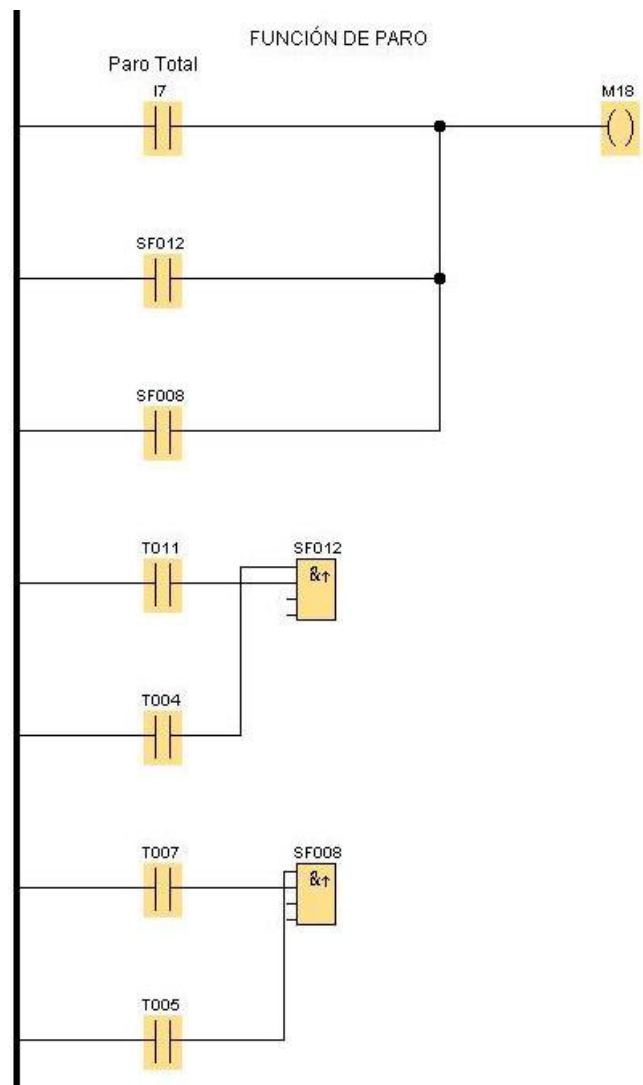 FUNCIÓN DE PARO
Paro Total
I7
M18
SF012
SF008
T011
SF012
&↑
T004
T007
SF008
&↑
T005